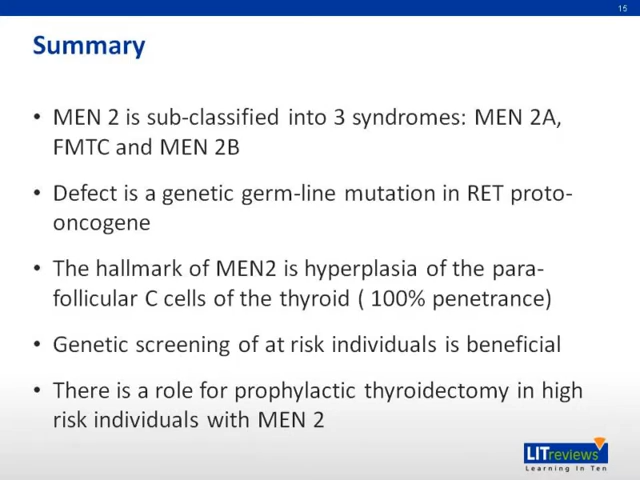 15
Summary
• MEN 2 is sub-classified into 3 syndromes: MEN 2A,
FMTC and MEN 2B
• Defect is a genetic germ-line mutation in RET proto-
oncogene
• The hallmark of MEN2 is hyperplasia of the para-
follicular C cells of the thyroid ( 100% penetrance)
• Genetic screening of at risk individuals is beneficial
• There is a role for prophylactic thyroidectomy in high
risk individuals with MEN 2
LITreviews
Learning In Ten